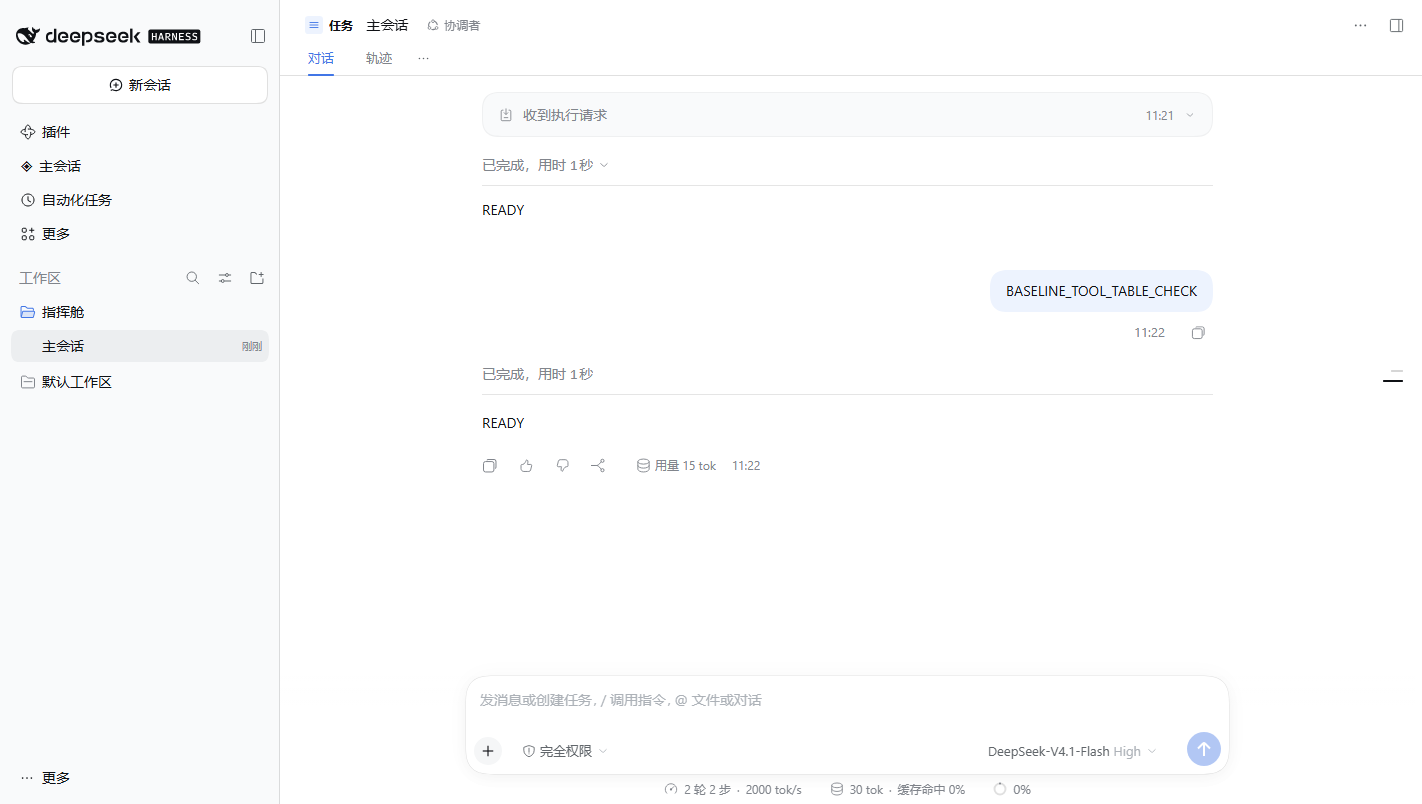 deepseek HARNESS
新会话
插件
主会话
自动化任务
更多
工作区
指挥舱
主会话 刚刚
默认工作区
更多
任务 主会话 协调者
对话 轨迹 ...
收到执行请求 11:21
已完成，用时 1 秒
READY
BASELINE_TOOL_TABLE_CHECK
11:22
已完成，用时 1 秒
READY
用量 15 tok 11:22
发消息或创建任务, / 调用指令, @ 文件或对话
完全权限 DeepSeek-V4.1-Flash High
2 轮 2 步 · 2000 tok/s 30 tok · 缓存命中 0% 0%